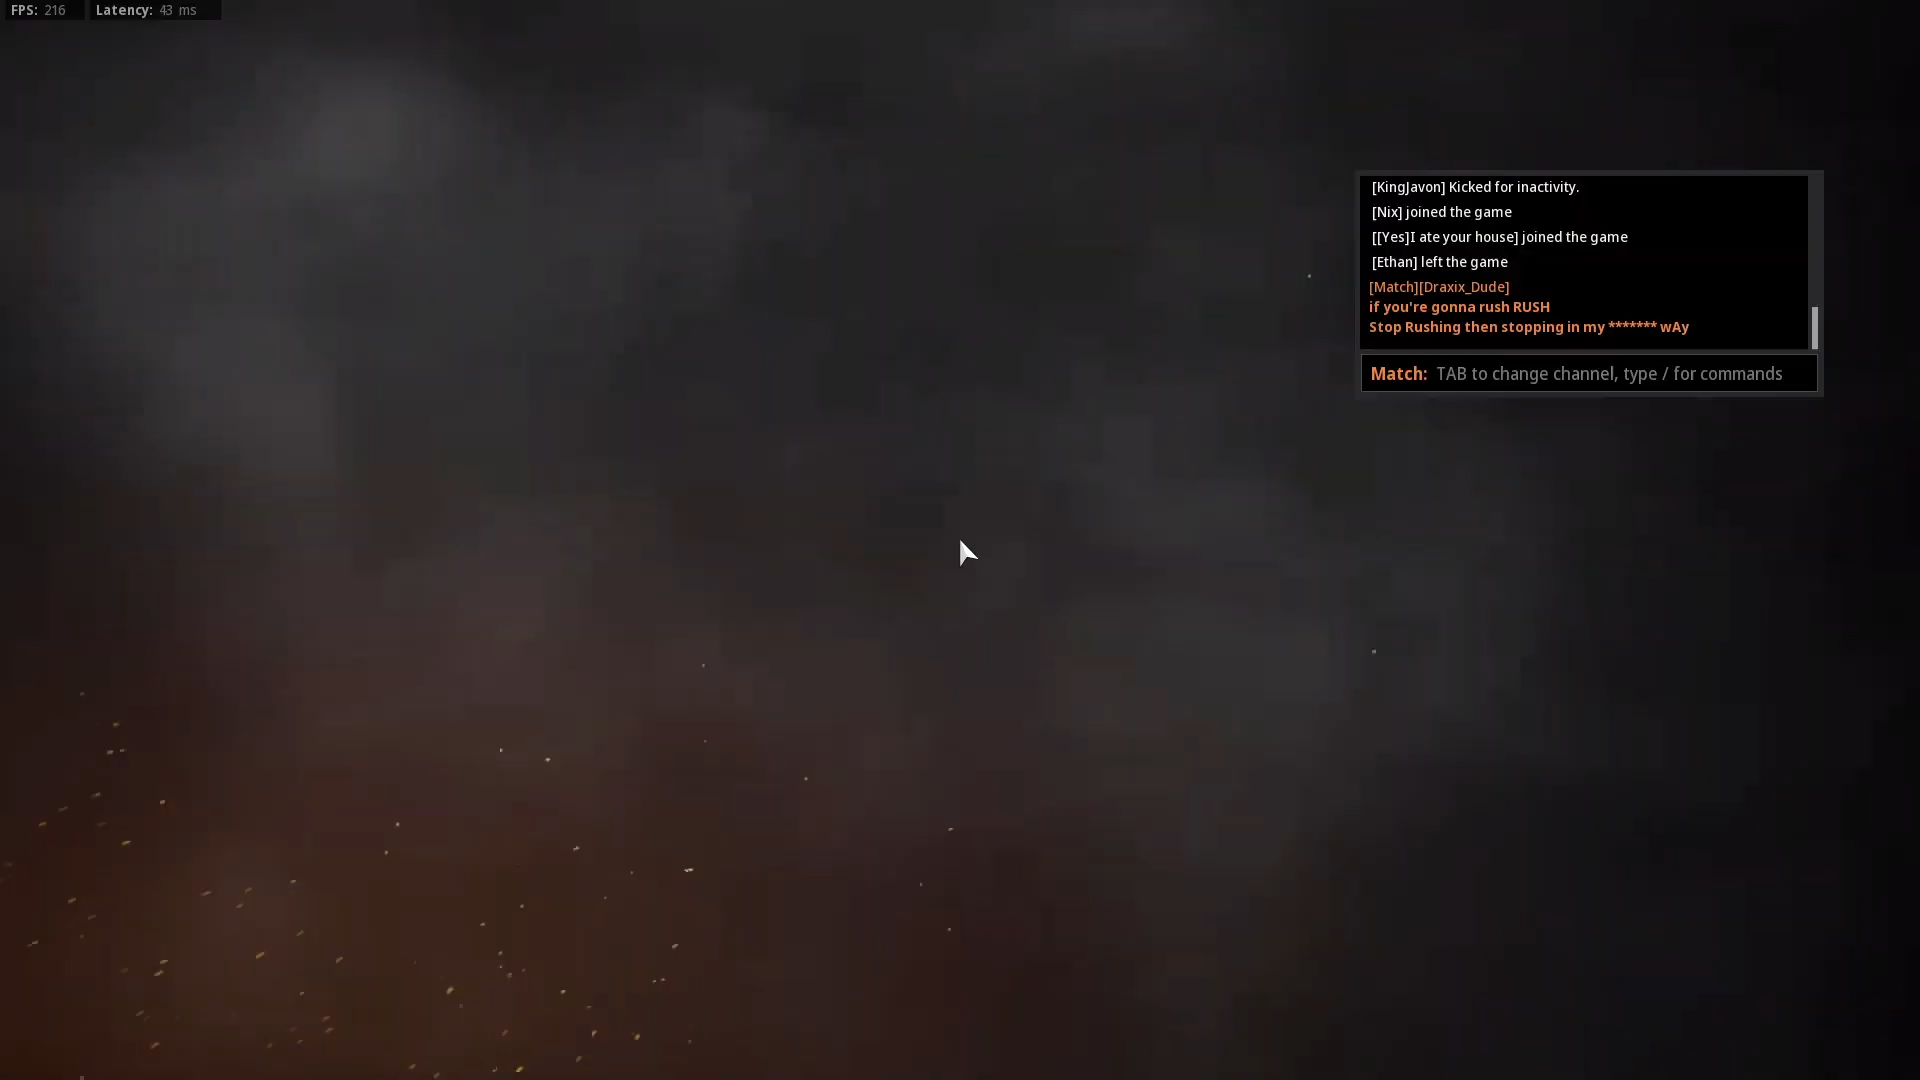 FPS: 216 Latency: 43 ms
[KingJavon] Kicked for inactivity.
[Nix] joined the game
[[Yes]I ate your house] joined the game
[Ethan] left the game
[Match][Draxix_Dude]
if you're gonna rush RUSH
Stop Rushing then stopping in my ******* wAy
Match: TAB to change channel, type / for commands